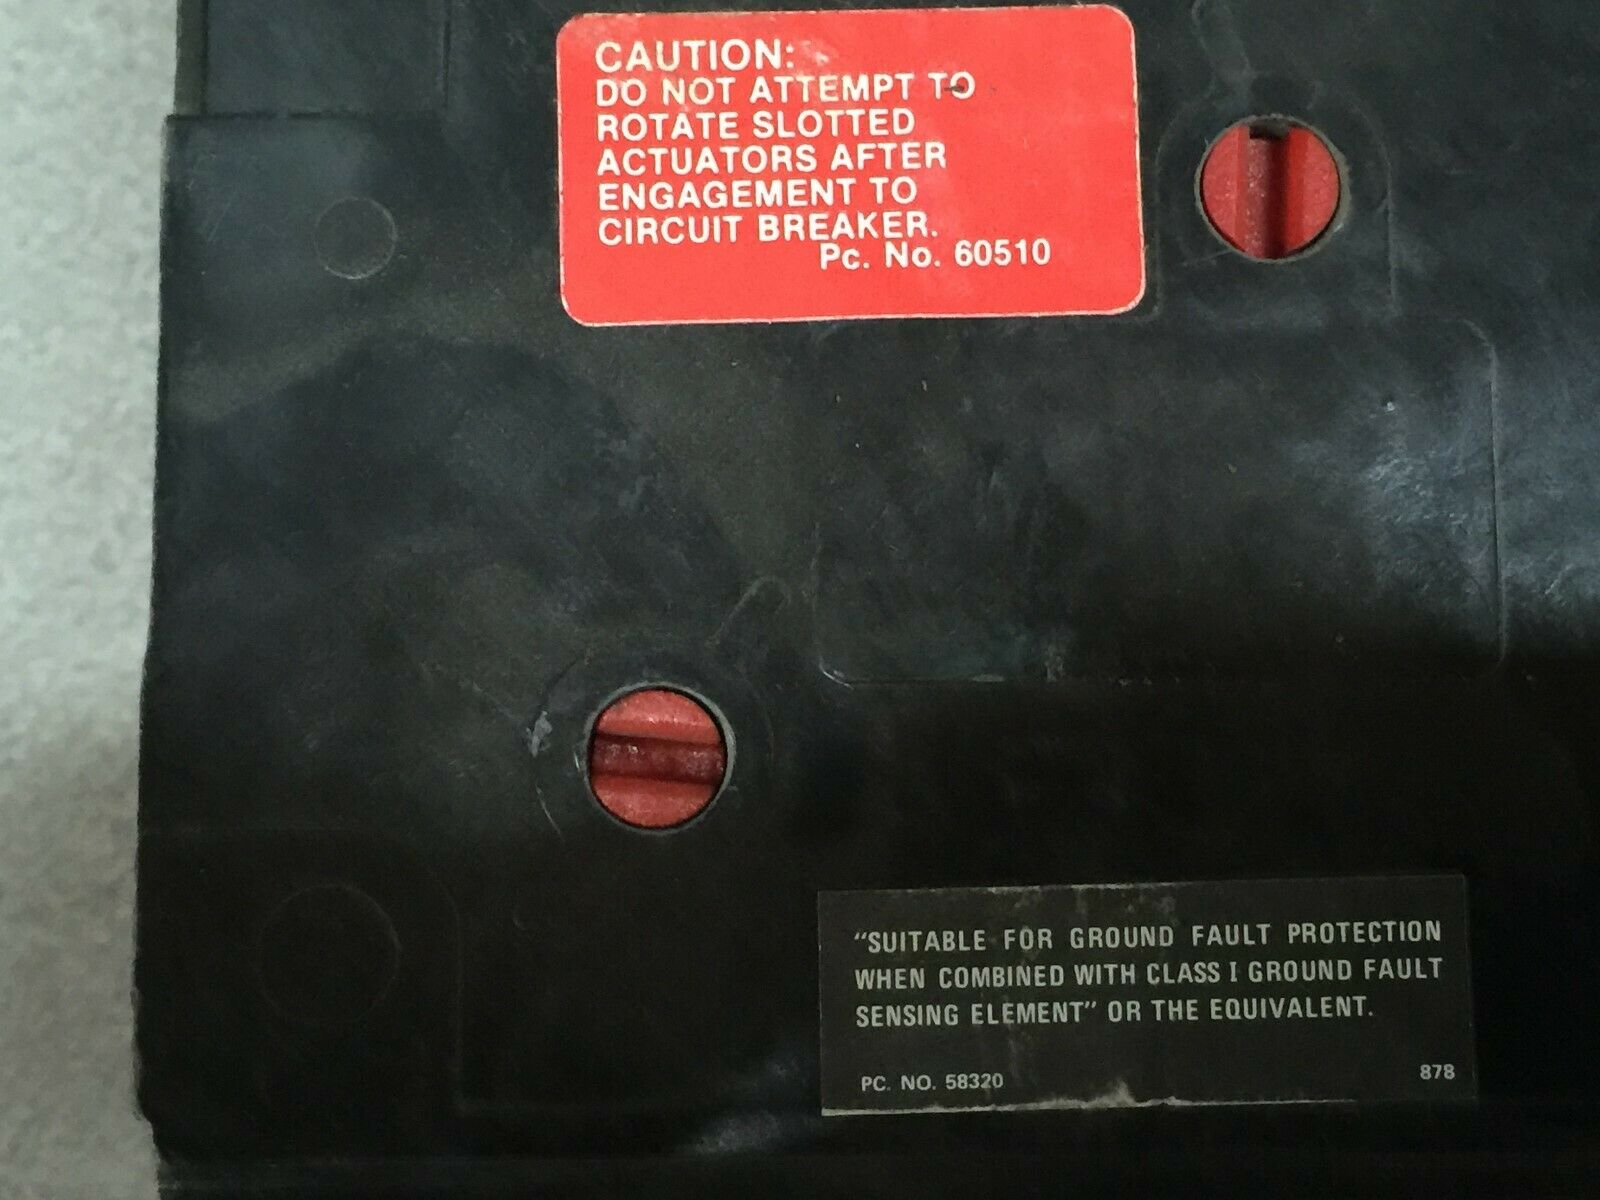 CAUTION:
DO NOT ATTEMPT TO
ROTATE SLOTTED
ACTUATORS AFTER
ENGAGEMENT TO
CIRCUIT BREAKER.
Pc. No. 60510
"SUITABLE FOR GROUND FAULT PROTECTION
WHEN COMBINED WITH CLASS I GROUND FAULT
SENSING ELEMENT" OR THE EQUIVALENT.
PC. NO. 58320 878